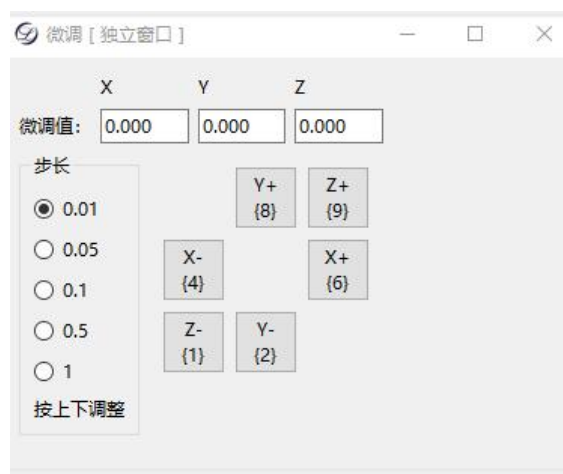 微调 [ 独立窗口 ]
X Y Z
微调值: 0.000 0.000 0.000
步长
0.01
0.05
0.1
0.5
1
按上下调整
Y+
{8}
Z+
{9}
X-
{4}
X+
{6}
Z-
{1}
Y-
{2}